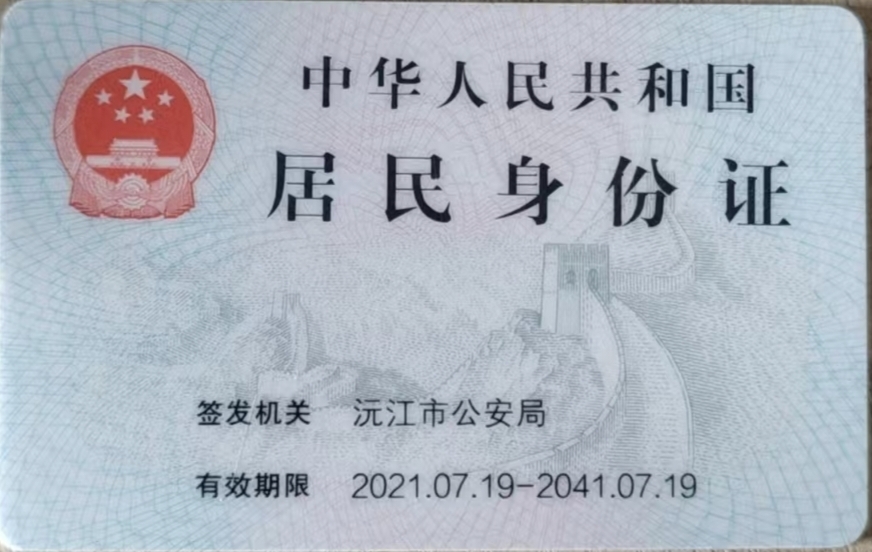 中华人民共和国
居民身份证
签发机关 沅江市公安局
有效期限 2021.07.19-2041.07.19